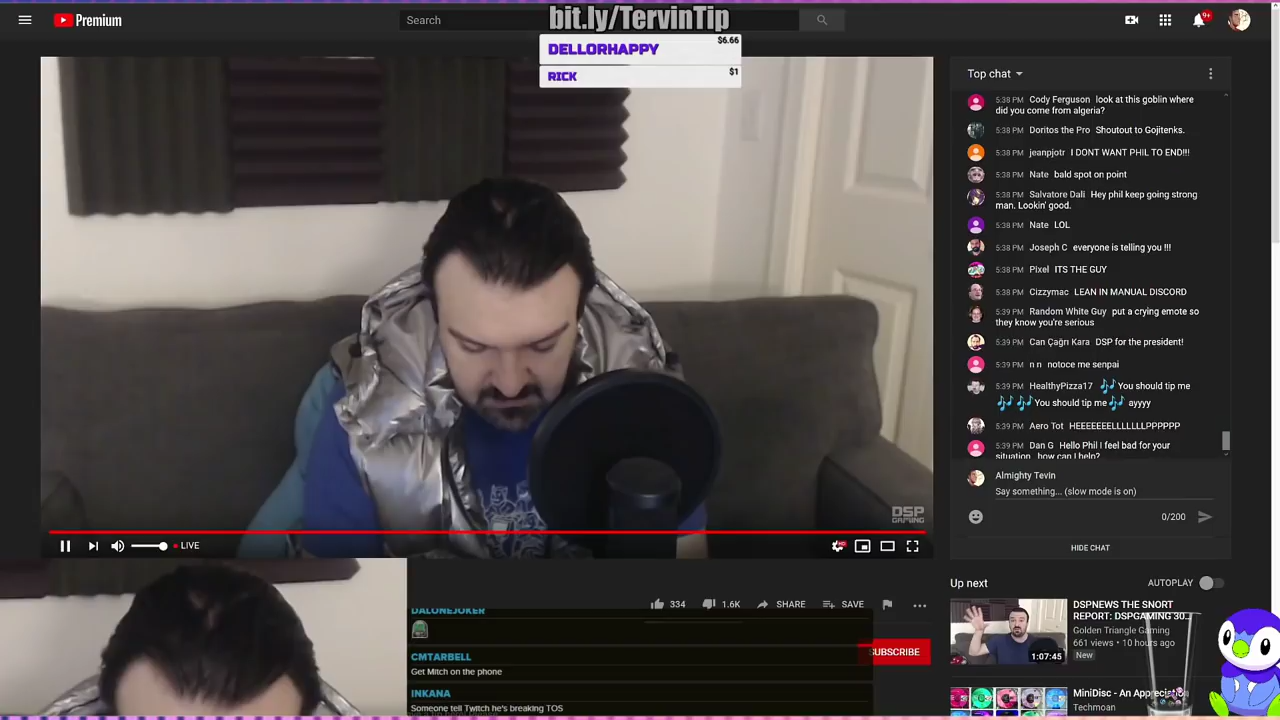 Premium
Search
bit.ly/TervinTip
9+
DELLORHAPPY $6.66
RICK $1
Top chat
5:38 PM Cody Ferguson look at this goblin where
did you come from algeria?
5:38 PM Doritos the Pro Shoutout to Gojitenks.
5:38 PM jeanpjotr I DONT WANT PHIL TO END!!!
5:38 PM Nate bald spot on point
5:38 PM Salvatore Dali Hey phil keep going strong
man. Lookin' good.
5:38 PM Nate LOL
5:38 PM Joseph C everyone is telling you !!!
5:38 PM Pixel ITS THE GUY
5:38 PM Cizzymac LEAN IN MANUAL DISCORD
5:39 PM Random White Guy put a crying emote so
they know you're serious
5:39 PM Can Çağrı Kara DSP for the president!
5:39 PM n n notoce me senpai
5:39 PM HealthyPizza17 🎶You should tip me
🎶 🎶You should tip me🎶 ayyyy
5:39 PM Aero Tot HEEEEEEELLLLLLLPPPPPP
5:39 PM Dan G Hello Phil I feel bad for your
situation.. how can I help?
Almighty Tevin
Say something... (slow mode is on)
0/200
HIDE CHAT
DSP
GAMING
LIVE
HD
334 1.6K SHARE SAVE
SUBSCRIBE
DALONEJOKER
CMTARBELL
Get Mitch on the phone
INKANA
Someone tell Twitch he's breaking TOS
Up next AUTOPLAY
DSPNEWS THE SNORT
REPORT: DSPGAMING 30...
Golden Triangle Gaming
661 views • 10 hours ago
New
1:07:45
MiniDisc - An Appreciation
Techmoan